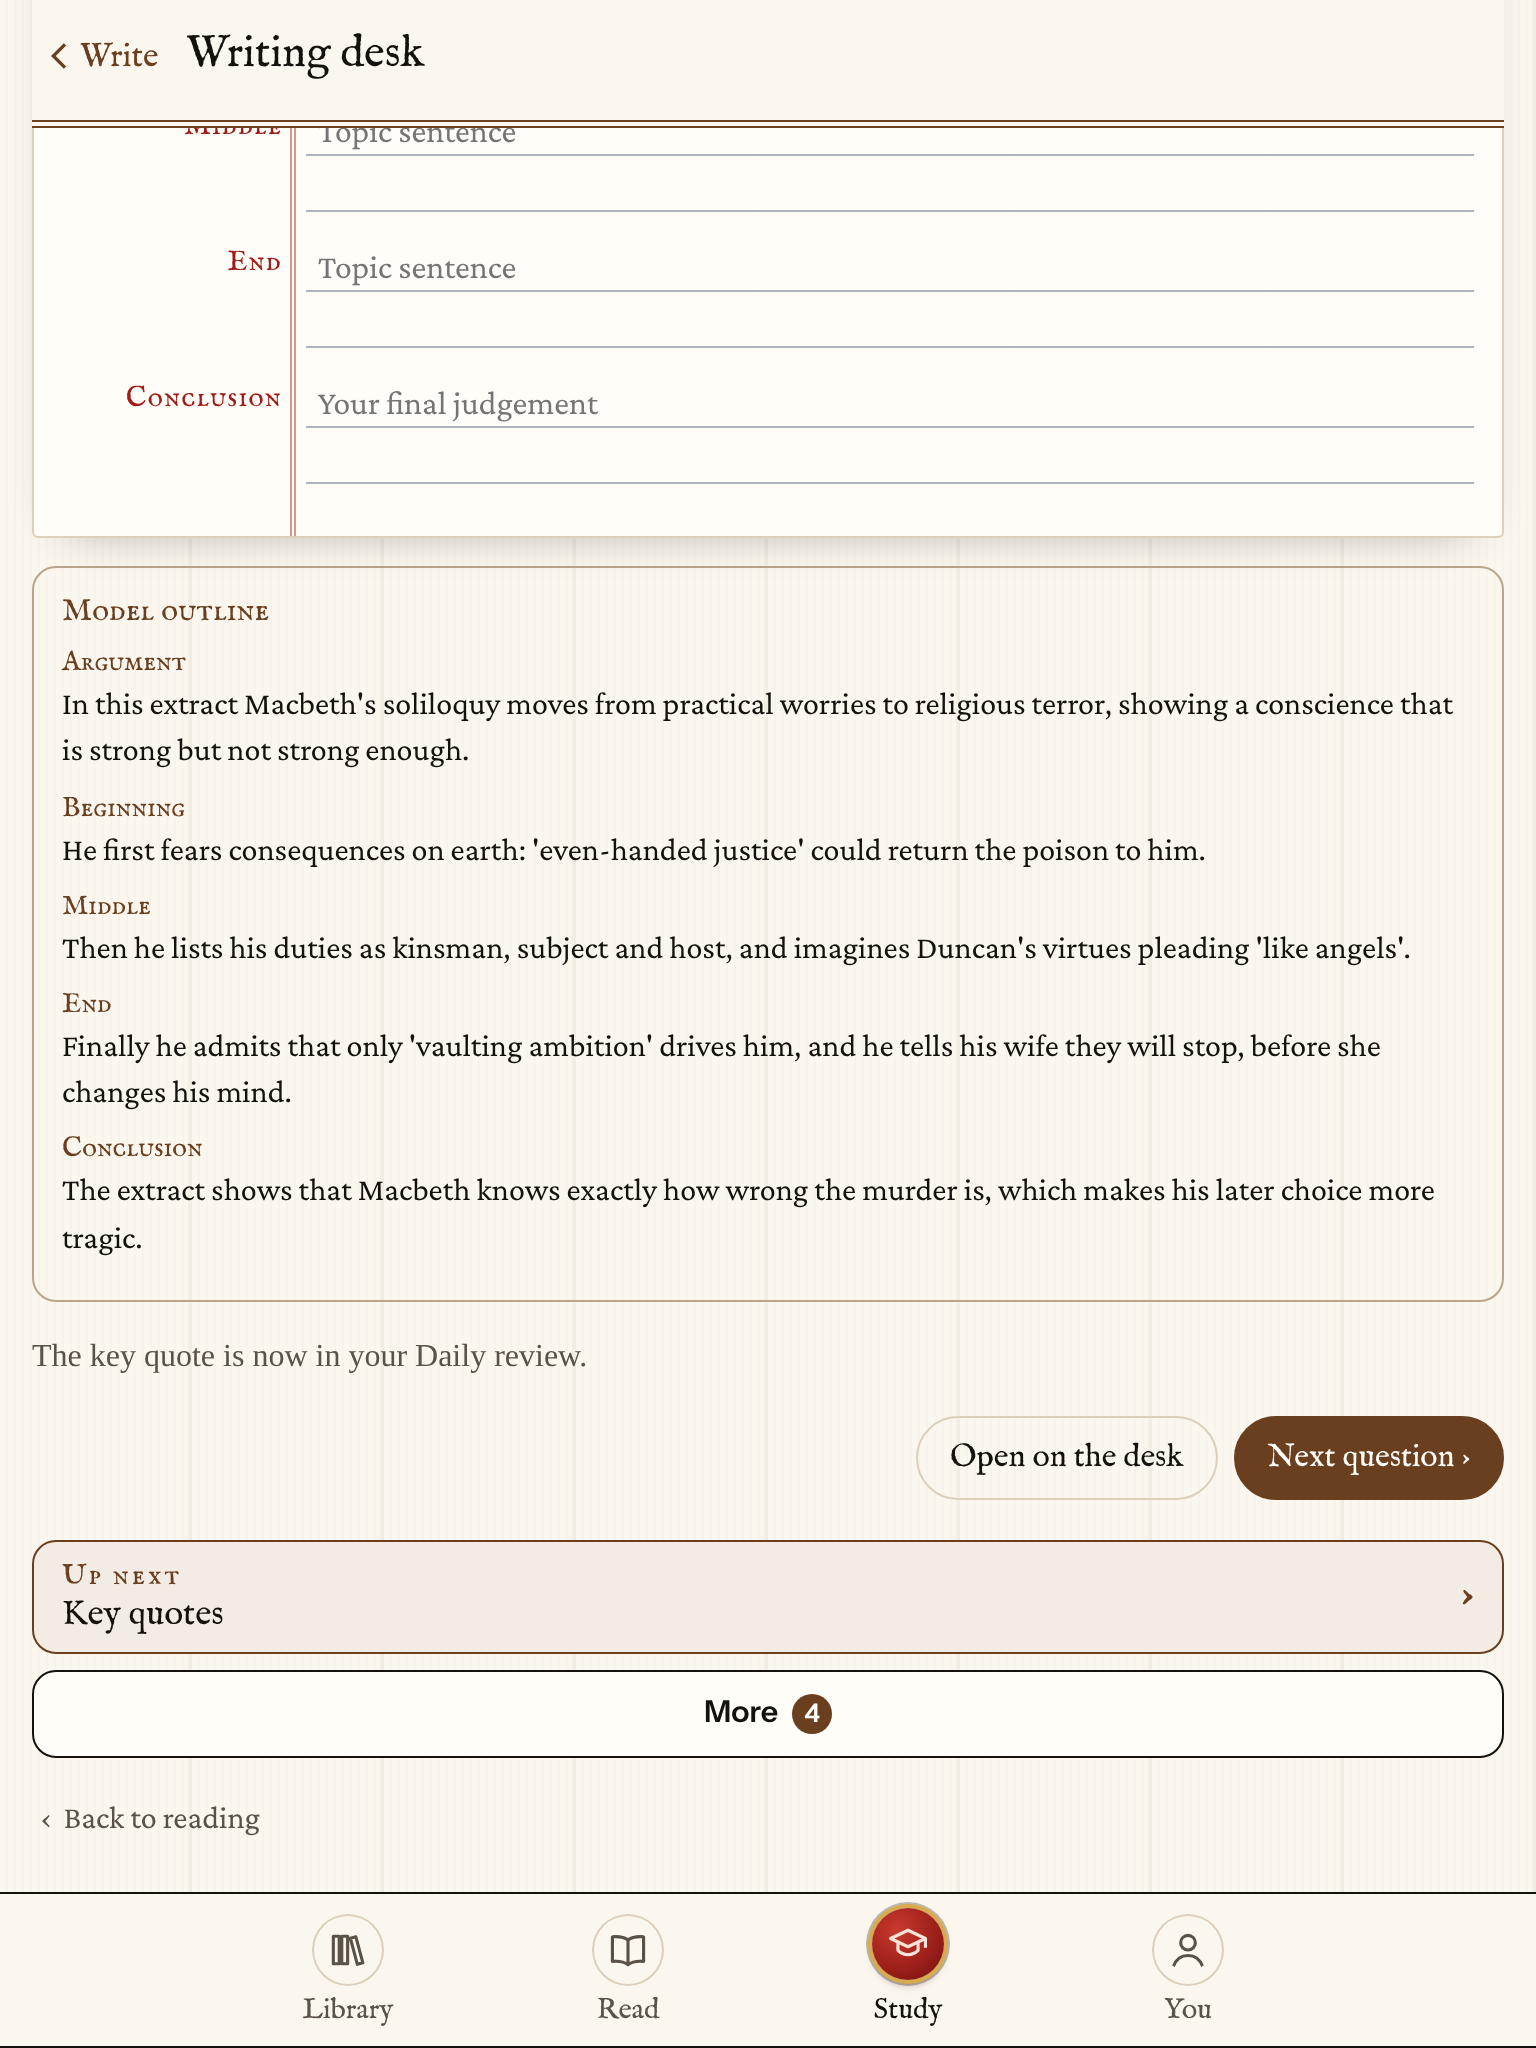 Write Writing desk
Middle Topic sentence
End Topic sentence
Conclusion Your final judgement
Model outline
Argument
In this extract Macbeth's soliloquy moves from practical worries to religious terror, showing a conscience that
is strong but not strong enough.
Beginning
He first fears consequences on earth: 'even-handed justice' could return the poison to him.
Middle
Then he lists his duties as kinsman, subject and host, and imagines Duncan's virtues pleading 'like angels'.
End
Finally he admits that only 'vaulting ambition' drives him, and he tells his wife they will stop, before she
changes his mind.
Conclusion
The extract shows that Macbeth knows exactly how wrong the murder is, which makes his later choice more
tragic.
The key quote is now in your Daily review.
Open on the desk Next question ›
Up next
Key quotes ›
More 4
‹ Back to reading
Library Read Study You